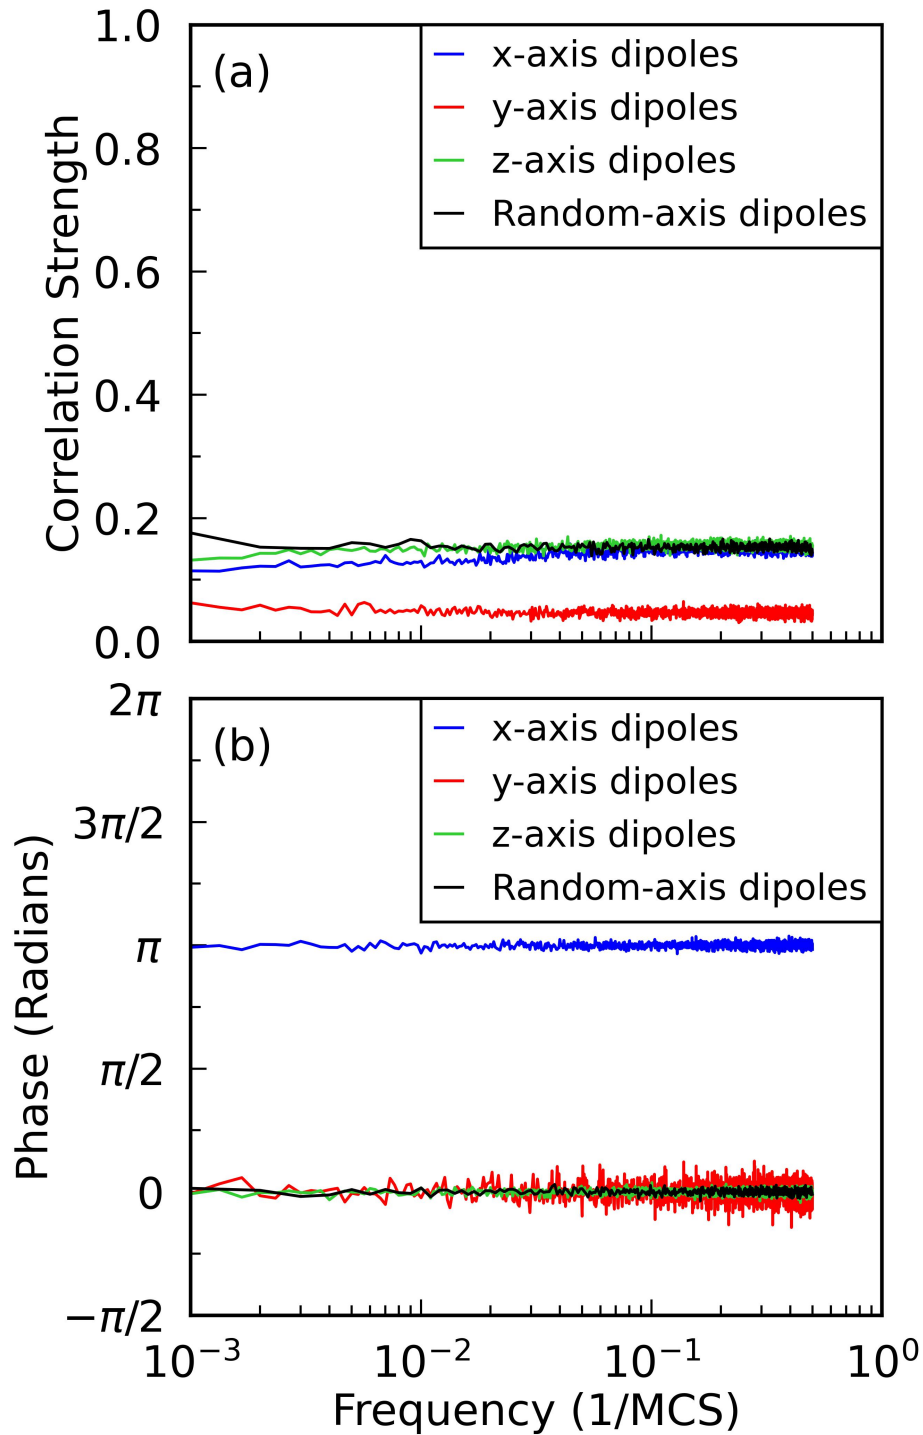 (a)
x-axis dipoles
y-axis dipoles
z-axis dipoles
Random-axis dipoles
Correlation Strength
1.0
0.8
0.6
0.4
0.2
0.0
(b)
x-axis dipoles
y-axis dipoles
z-axis dipoles
Random-axis dipoles
Phase (Radians)
2π
3π/2
π
π/2
0
−π/2
10⁻³ 10⁻² 10⁻¹ 10⁰
Frequency (1/MCS)